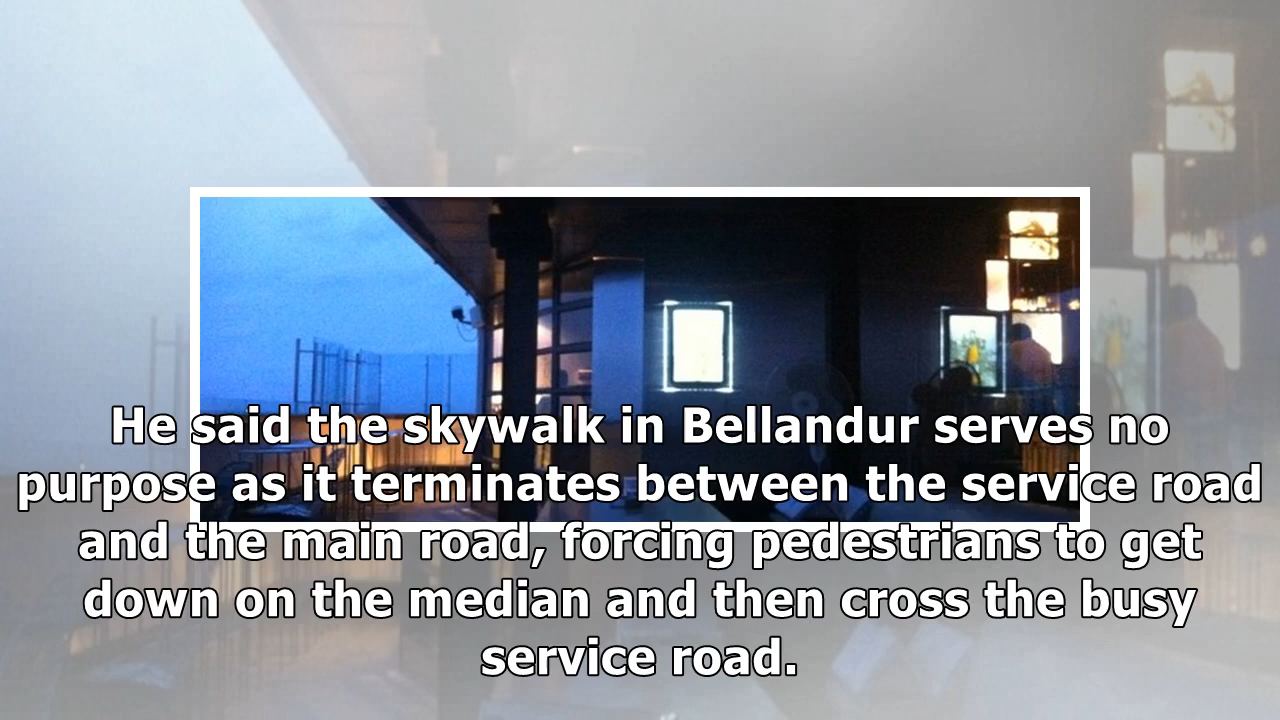 He said the skywalk in Bellandur serves no
purpose as it terminates between the service road
and the main road, forcing pedestrians to get
down on the median and then cross the busy
service road.